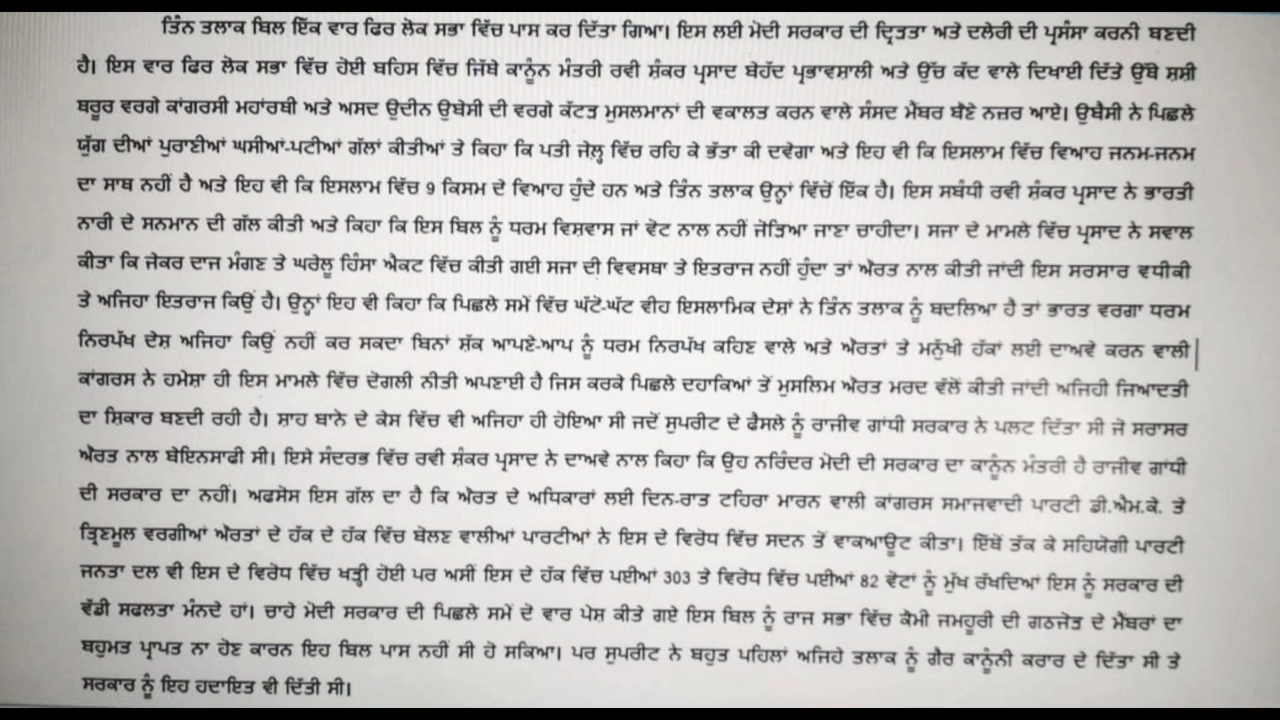 ਤਿੰਨ ਤਲਾਕ ਬਿਲ ਇੱਕ ਵਾਰ ਫਿਰ ਲੋਕ ਸਭਾ ਵਿੱਚ ਪਾਸ ਕਰ ਦਿੱਤਾ ਗਿਆ। ਇਸ ਲਈ ਮੋਦੀ ਸਰਕਾਰ ਦੀ ਦ੍ਰਿੜਤਾ ਅਤੇ ਦਲੇਰੀ ਦੀ ਪ੍ਰਸੰਸਾ ਕਰਨੀ ਬਣਦੀ
ਹੈ। ਇਸ ਵਾਰ ਫਿਰ ਲੋਕ ਸਭਾ ਵਿੱਚ ਹੋਈ ਬਹਿਸ ਵਿੱਚ ਜਿੱਥੇ ਕਾਨੂੰਨ ਮੰਤਰੀ ਰਵੀ ਸ਼ੰਕਰ ਪ੍ਰਸਾਦ ਬੇਹੱਦ ਪ੍ਰਭਾਵਸ਼ਾਲੀ ਅਤੇ ਉੱਚ ਕੱਦ ਵਾਲੇ ਦਿਖਾਈ ਦਿੱਤੇ ਉੱਥੇ ਸ਼ਸ਼ੀ
ਥਰੂਰ ਵਰਗੇ ਕਾਂਗਰਸੀ ਮਹਾਂਰਥੀ ਅਤੇ ਅਸਦ ਉਦੀਨ ਉਬੇਸੀ ਦੀ ਵਰਗੇ ਕੱਟੜ ਮੁਸਲਮਾਨਾਂ ਦੀ ਵਕਾਲਤ ਕਰਨ ਵਾਲੇ ਸੰਸਦ ਮੈਂਬਰ ਬੌਣੇ ਨਜ਼ਰ ਆਏ। ਉਬੈਸੀ ਨੇ ਪਿਛਲੇ
ਯੁੱਗ ਦੀਆਂ ਪੁਰਾਣੀਆਂ ਘਸੀਆਂ-ਪਟੀਆਂ ਗੱਲਾਂ ਕੀਤੀਆਂ ਤੇ ਕਿਹਾ ਕਿ ਪਤੀ ਜੇਲ੍ਹ ਵਿੱਚ ਰਹਿ ਕੇ ਭੱਤਾ ਕੀ ਦਵੇਗਾ ਅਤੇ ਇਹ ਵੀ ਕਿ ਇਸਲਾਮ ਵਿੱਚ ਵਿਆਹ ਜਨਮ-ਜਨਮ
ਦਾ ਸਾਥ ਨਹੀਂ ਹੈ ਅਤੇ ਇਹ ਵੀ ਕਿ ਇਸਲਾਮ ਵਿੱਚ 9 ਕਿਸਮ ਦੇ ਵਿਆਹ ਹੁੰਦੇ ਹਨ ਅਤੇ ਤਿੰਨ ਤਲਾਕ ਉਨ੍ਹਾਂ ਵਿੱਚੋਂ ਇੱਕ ਹੈ। ਇਸ ਸਬੰਧੀ ਰਵੀ ਸ਼ੰਕਰ ਪ੍ਰਸਾਦ ਨੇ ਭਾਰਤੀ
ਨਾਰੀ ਦੇ ਸਨਮਾਨ ਦੀ ਗੱਲ ਕੀਤੀ ਅਤੇ ਕਿਹਾ ਕਿ ਇਸ ਬਿਲ ਨੂੰ ਧਰਮ ਵਿਸ਼ਵਾਸ ਜਾਂ ਵੋਟ ਨਾਲ ਨਹੀਂ ਜੋੜਿਆ ਜਾਣਾ ਚਾਹੀਦਾ। ਸਜਾ ਦੇ ਮਾਮਲੇ ਵਿੱਚ ਪ੍ਰਸਾਦ ਨੇ ਸਵਾਲ
ਕੀਤਾ ਕਿ ਜੇਕਰ ਦਾਜ ਮੰਗਣ ਤੇ ਘਰੇਲੂ ਹਿੰਸਾ ਐਕਟ ਵਿੱਚ ਕੀਤੀ ਗਈ ਸਜਾ ਦੀ ਵਿਵਸਥਾ ਤੇ ਇਤਰਾਜ ਨਹੀਂ ਹੁੰਦਾ ਤਾਂ ਔਰਤ ਨਾਲ ਕੀਤੀ ਜਾਂਦੀ ਇਸ ਸਰਸਾਰ ਵਧੀਕੀ
ਤੇ ਅਜਿਹਾ ਇਤਰਾਜ ਕਿਉਂ ਹੈ। ਉਨ੍ਹਾਂ ਇਹ ਵੀ ਕਿਹਾ ਕਿ ਪਿਛਲੇ ਸਮੇਂ ਵਿੱਚ ਘੱਟੋ-ਘੱਟ ਵੀਹ ਇਸਲਾਮਿਕ ਦੇਸ਼ਾਂ ਨੇ ਤਿੰਨ ਤਲਾਕ ਨੂੰ ਬਦਲਿਆ ਹੈ ਤਾਂ ਭਾਰਤ ਵਰਗਾ ਧਰਮ
ਨਿਰਪੱਖ ਦੇਸ਼ ਅਜਿਹਾ ਕਿਉਂ ਨਹੀਂ ਕਰ ਸਕਦਾ ਬਿਨਾਂ ਸ਼ੱਕ ਆਪਣੇ-ਆਪ ਨੂੰ ਧਰਮ ਨਿਰਪੱਖ ਕਹਿਣ ਵਾਲੇ ਅਤੇ ਔਰਤਾਂ ਤੇ ਮਨੁੱਖੀ ਹੱਕਾਂ ਲਈ ਦਾਅਵੇ ਕਰਨ ਵਾਲੀ
ਕਾਂਗਰਸ ਨੇ ਹਮੇਸ਼ਾ ਹੀ ਇਸ ਮਾਮਲੇ ਵਿੱਚ ਦੋਗਲੀ ਨੀਤੀ ਅਪਣਾਈ ਹੈ ਜਿਸ ਕਰਕੇ ਪਿਛਲੇ ਦਹਾਕਿਆਂ ਤੋਂ ਮੁਸਲਿਮ ਔਰਤ ਮਰਦ ਵੱਲੋਂ ਕੀਤੀ ਜਾਂਦੀ ਅਜਿਹੀ ਜਿਆਦਤੀ
ਦਾ ਸ਼ਿਕਾਰ ਬਣਦੀ ਰਹੀ ਹੈ। ਸ਼ਾਹ ਬਾਨੋ ਦੇ ਕੇਸ ਵਿੱਚ ਵੀ ਅਜਿਹਾ ਹੀ ਹੋਇਆ ਸੀ ਜਦੋਂ ਸੁਪਰੀਟ ਦੇ ਫੈਸਲੇ ਨੂੰ ਰਾਜੀਵ ਗਾਂਧੀ ਸਰਕਾਰ ਨੇ ਪਲਟ ਦਿੱਤਾ ਸੀ ਜੋ ਸਰਾਸਰ
ਔਰਤ ਨਾਲ ਬੇਇਨਸਾਫੀ ਸੀ। ਇਸੇ ਸੰਦਰਭ ਵਿੱਚ ਰਵੀ ਸ਼ੰਕਰ ਪ੍ਰਸਾਦ ਨੇ ਦਾਅਵੇ ਨਾਲ ਕਿਹਾ ਕਿ ਉਹ ਨਰਿੰਦਰ ਮੋਦੀ ਦੀ ਸਰਕਾਰ ਦਾ ਕਾਨੂੰਨ ਮੰਤਰੀ ਹੈ ਰਾਜੀਵ ਗਾਂਧੀ
ਦੀ ਸਰਕਾਰ ਦਾ ਨਹੀਂ। ਅਫਸੋਸ ਇਸ ਗੱਲ ਦਾ ਹੈ ਕਿ ਔਰਤ ਦੇ ਅਧਿਕਾਰਾਂ ਲਈ ਦਿਨ-ਰਾਤ ਟਹਿਰਾ ਮਾਰਨ ਵਾਲੀ ਕਾਂਗਰਸ ਸਮਾਜਵਾਦੀ ਪਾਰਟੀ ਡੀ.ਐਮ.ਕੇ. ਤੇ
ਤ੍ਰਿਣਮੂਲ ਵਰਗੀਆਂ ਔਰਤਾਂ ਦੇ ਹੱਕ ਦੇ ਹੱਕ ਵਿੱਚ ਬੋਲਣ ਵਾਲੀਆਂ ਪਾਰਟੀਆਂ ਨੇ ਇਸ ਦੇ ਵਿਰੋਧ ਵਿੱਚ ਸਦਨ ਤੋਂ ਵਾਕਆਊਟ ਕੀਤਾ। ਇੱਥੋਂ ਤੱਕ ਕੇ ਸਹਿਯੋਗੀ ਪਾਰਟੀ
ਜਨਤਾ ਦਲ ਵੀ ਇਸ ਦੇ ਵਿਰੋਧ ਵਿੱਚ ਖੜ੍ਹੀ ਹੋਈ ਪਰ ਅਸੀਂ ਇਸ ਦੇ ਹੱਕ ਵਿੱਚ ਪਈਆਂ 303 ਤੇ ਵਿਰੋਧ ਵਿੱਚ ਪਈਆਂ 82 ਵੋਟਾਂ ਨੂੰ ਮੁੱਖ ਰੱਖਦਿਆਂ ਇਸ ਨੂੰ ਸਰਕਾਰ ਦੀ
ਵੱਡੀ ਸਫਲਤਾ ਮੰਨਦੇ ਹਾਂ। ਚਾਹੇ ਮੋਦੀ ਸਰਕਾਰ ਦੀ ਪਿਛਲੇ ਸਮੇਂ ਦੋ ਵਾਰ ਪੇਸ਼ ਕੀਤੇ ਗਏ ਇਸ ਬਿਲ ਨੂੰ ਰਾਜ ਸਭਾ ਵਿੱਚ ਕੌਮੀ ਜਮਹੂਰੀ ਦੀ ਗਠਜੋੜ ਦੇ ਮੈਂਬਰਾਂ ਦਾ
ਬਹੁਮਤ ਪ੍ਰਾਪਤ ਨਾ ਹੋਣ ਕਾਰਨ ਇਹ ਬਿਲ ਪਾਸ ਨਹੀਂ ਸੀ ਹੋ ਸਕਿਆ। ਪਰ ਸੁਪਰੀਟ ਨੇ ਬਹੁਤ ਪਹਿਲਾਂ ਅਜਿਹੇ ਤਲਾਕ ਨੂੰ ਗੈਰ ਕਾਨੂੰਨੀ ਕਰਾਰ ਦੇ ਦਿੱਤਾ ਸੀ ਤੇ
ਸਰਕਾਰ ਨੂੰ ਇਹ ਹਦਾਇਤ ਵੀ ਦਿੱਤੀ ਸੀ।